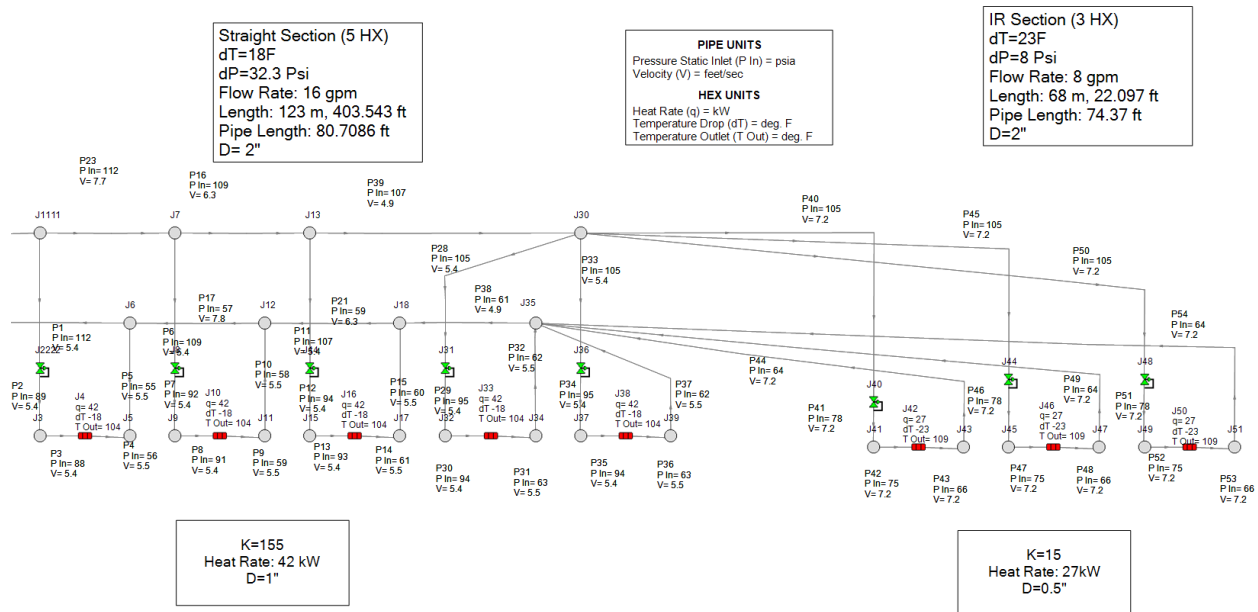 Straight Section (5 HX)
dT=18F
dP=32.3 Psi
Flow Rate: 16 gpm
Length: 123 m, 403.543 ft
Pipe Length: 80.7086 ft
D= 2"
PIPE UNITS
Pressure Static Inlet (P In) = psia
Velocity (V) = feet/sec
HEX UNITS
Heat Rate (q) = kW
Temperature Drop (dT) = deg. F
Temperature Outlet (T Out) = deg. F
IR Section (3 HX)
dT=23F
dP=8 Psi
Flow Rate: 8 gpm
Length: 68 m, 22.097 ft
Pipe Length: 74.37 ft
D=2"
P23
P In= 112
V= 7.7
P16
P In= 109
V= 6.3
P39
P In= 107
V= 4.9
P40
P In= 105
V= 7.2
P45
P In= 105
V= 7.2
P50
P In= 105
V= 7.2
J1111
J7
J13
J30
P28
P In= 105
V= 5.4
P33
P In= 105
V= 5.4
J6
P17
P In= 57
V= 7.8
J12
P21
P In= 59
V= 6.3
J18
P38
P In= 61
V= 4.9
J35
P1
P In= 112
V= 5.4
P6
P In= 109
V= 5.4
P11
P In= 107
V= 5.4
P32
P In= 62
V= 5.5
P44
P In= 64
V= 7.2
P54
P In= 64
V= 7.2
J31
J36
J40
J44
J48
P2
P In= 89
V= 5.4
P5
P In= 55
V= 5.5
P7
P In= 92
V= 5.4
P10
P In= 58
V= 5.5
P12
P In= 94
V= 5.4
P15
P In= 60
V= 5.5
P29
P In= 95
V= 5.4
P34
P In= 95
V= 5.4
P37
P In= 62
V= 5.5
P41
P In= 78
V= 7.2
P46
P In= 78
V= 7.2
P49
P In= 64
V= 7.2
P51
P In= 78
V= 7.2
J3
J4
q= 42
dT -18
T Out= 104
J5
J9
J10
q= 42
dT -18
T Out= 104
J11
J15
J16
q= 42
dT -18
T Out= 104
J17
J32
J33
q= 42
dT -18
T Out= 104
J34
J37
J38
q= 42
dT -18
T Out= 104
J39
J41
J42
q= 27
dT -23
T Out= 109
J43
J45
J46
q= 27
dT -23
T Out= 109
J47
J49
J50
q= 27
dT -23
T Out= 109
J51
P3
P In= 88
V= 5.4
P4
P In= 56
V= 5.5
P8
P In= 91
V= 5.4
P9
P In= 59
V= 5.5
P13
P In= 93
V= 5.4
P14
P In= 61
V= 5.5
P30
P In= 94
V= 5.4
P31
P In= 63
V= 5.5
P35
P In= 94
V= 5.4
P36
P In= 63
V= 5.5
P42
P In= 75
V= 7.2
P43
P In= 66
V= 7.2
P47
P In= 75
V= 7.2
P48
P In= 66
V= 7.2
P52
P In= 75
V= 7.2
P53
P In= 66
V= 7.2
K=155
Heat Rate: 42 kW
D=1"
K=15
Heat Rate: 27kW
D=0.5"